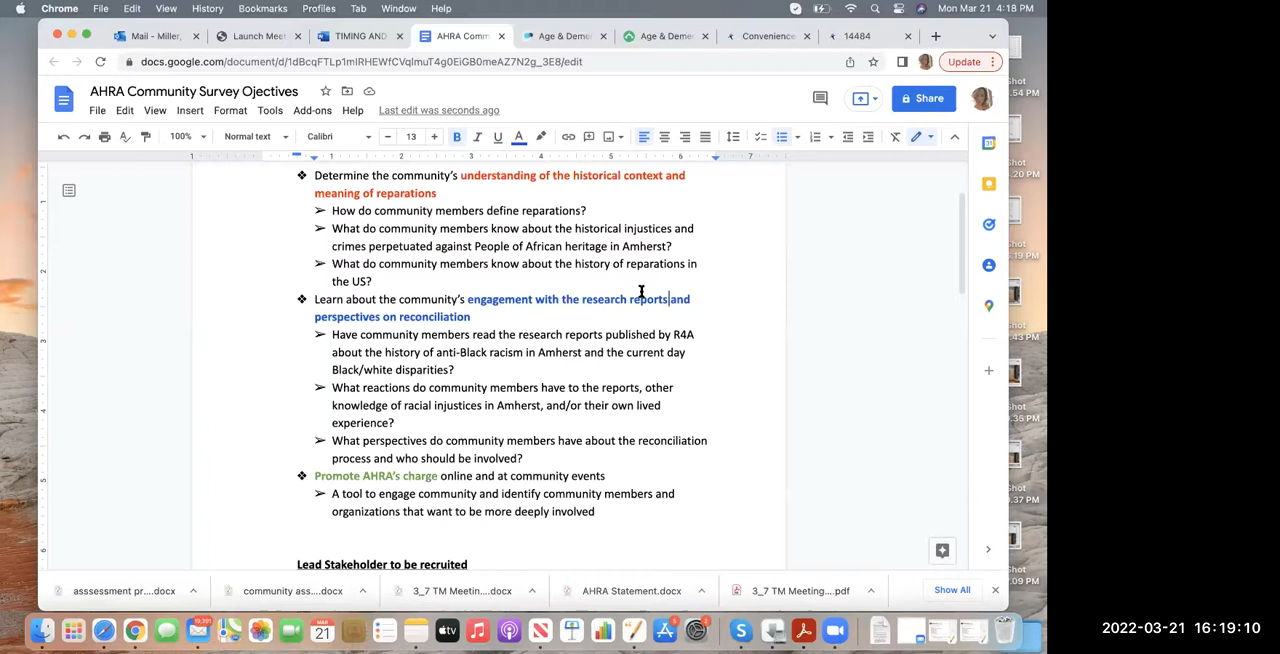 Chrome File Edit View History Bookmarks Profiles Tab Window Help Mon Mar 21 4:18 PM
Mail - Miller, Launch Meet TIMING AND AHRA Comm Age & Deme Age & Deme Convenience 14484
docs.google.com/document/d/1dBcqFTLp1mIRHEWfCVqlmuT4g0EiGB0meAZ7N2g_3E8/edit Update
AHRA Community Survey Ojectives
Share
File Edit View Insert Format Tools Add-ons Help Last edit was seconds ago
100% Normal text Calibri 13
1 1 2 3 4 5 6 7
❖ Determine the community's understanding of the historical context and
meaning of reparations
➢ How do community members define reparations?
➢ What do community members know about the historical injustices and
crimes perpetuated against People of African heritage in Amherst?
➢ What do community members know about the history of reparations in
the US?
❖ Learn about the community's engagement with the research reports and
perspectives on reconciliation
➢ Have community members read the research reports published by R4A
about the history of anti-Black racism in Amherst and the current day
Black/white disparities?
➢ What reactions do community members have to the reports, other
knowledge of racial injustices in Amherst, and/or their own lived
experience?
➢ What perspectives do community members have about the reconciliation
process and who should be involved?
❖ Promote AHRA's charge online and at community events
➢ A tool to engage community and identify community members and
organizations that want to be more deeply involved
Lead Stakeholder to be recruited
asssessment pr....docx community ass....docx 3_7 TM Meetin....docx AHRA Statement.docx 3_7 TM Meeting....pdf Show All
2022-03-21 16:19:10